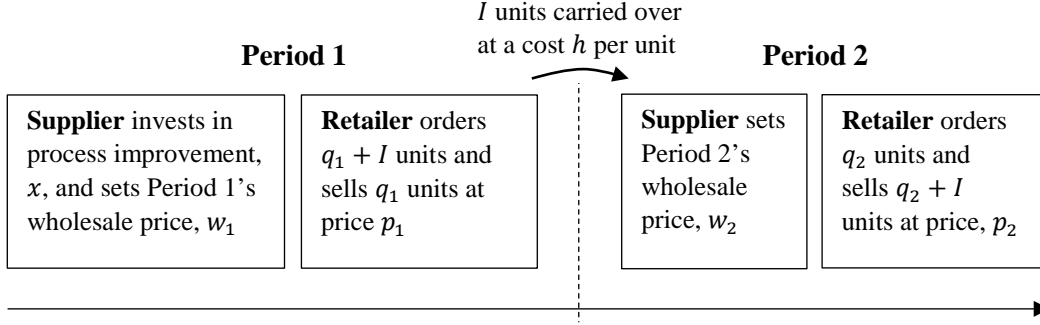 I units carried over
at a cost h per unit
Period 1
Period 2
Supplier invests in
process improvement,
x, and sets Period 1's
wholesale price, w₁
Retailer orders
q₁ + I units and
sells q₁ units at
price p₁
Supplier sets
Period 2's
wholesale
price, w₂
Retailer orders
q₂ units and
sells q₂ + I
units at price, p₂